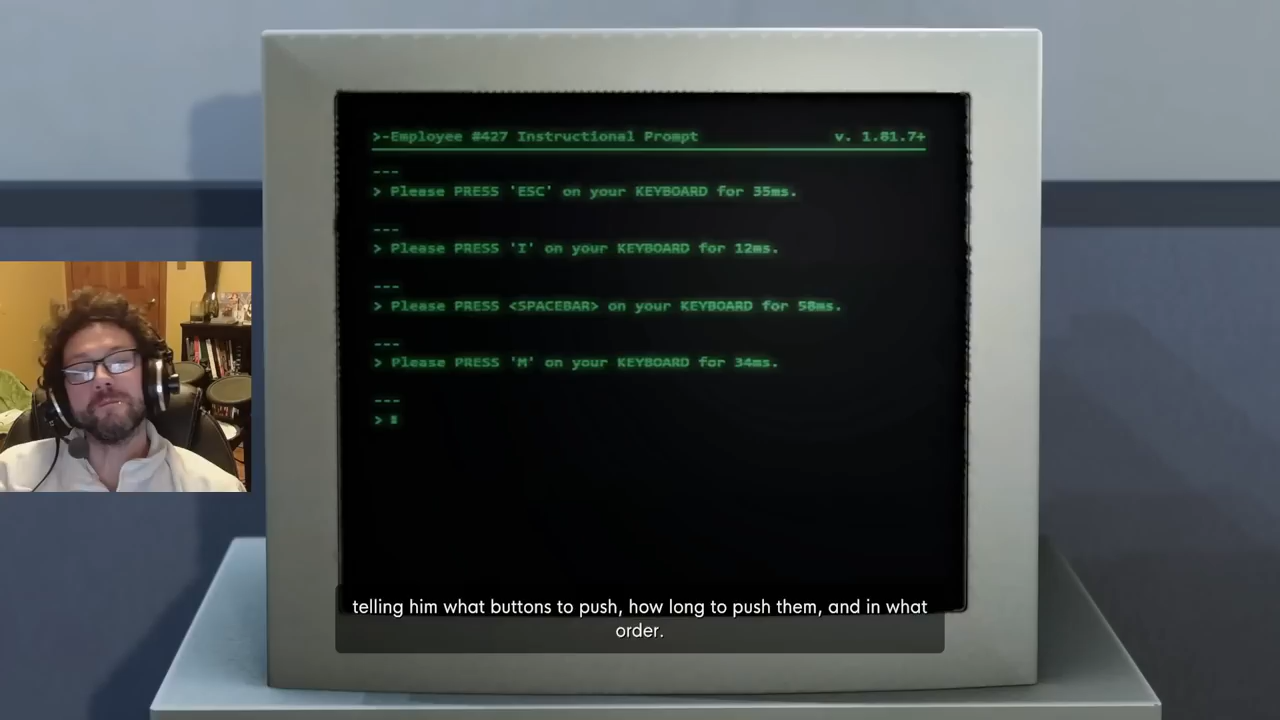 >-Employee #427 Instructional Prompt v. 1.81.7+
---
> Please PRESS 'ESC' on your KEYBOARD for 35ms.
---
> Please PRESS 'I' on your KEYBOARD for 12ms.
---
> Please PRESS <SPACEBAR> on your KEYBOARD for 58ms.
---
> Please PRESS 'M' on your KEYBOARD for 34ms.
---
>
telling him what buttons to push, how long to push them, and in what
order.